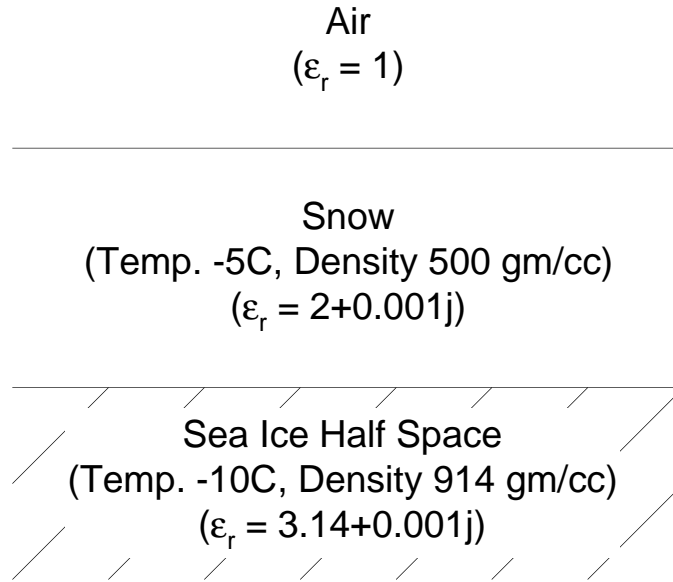 Air
(εr = 1)
Snow
(Temp. -5C, Density 500 gm/cc)
(εr = 2+0.001j)
Sea Ice Half Space
(Temp. -10C, Density 914 gm/cc)
(εr = 3.14+0.001j)